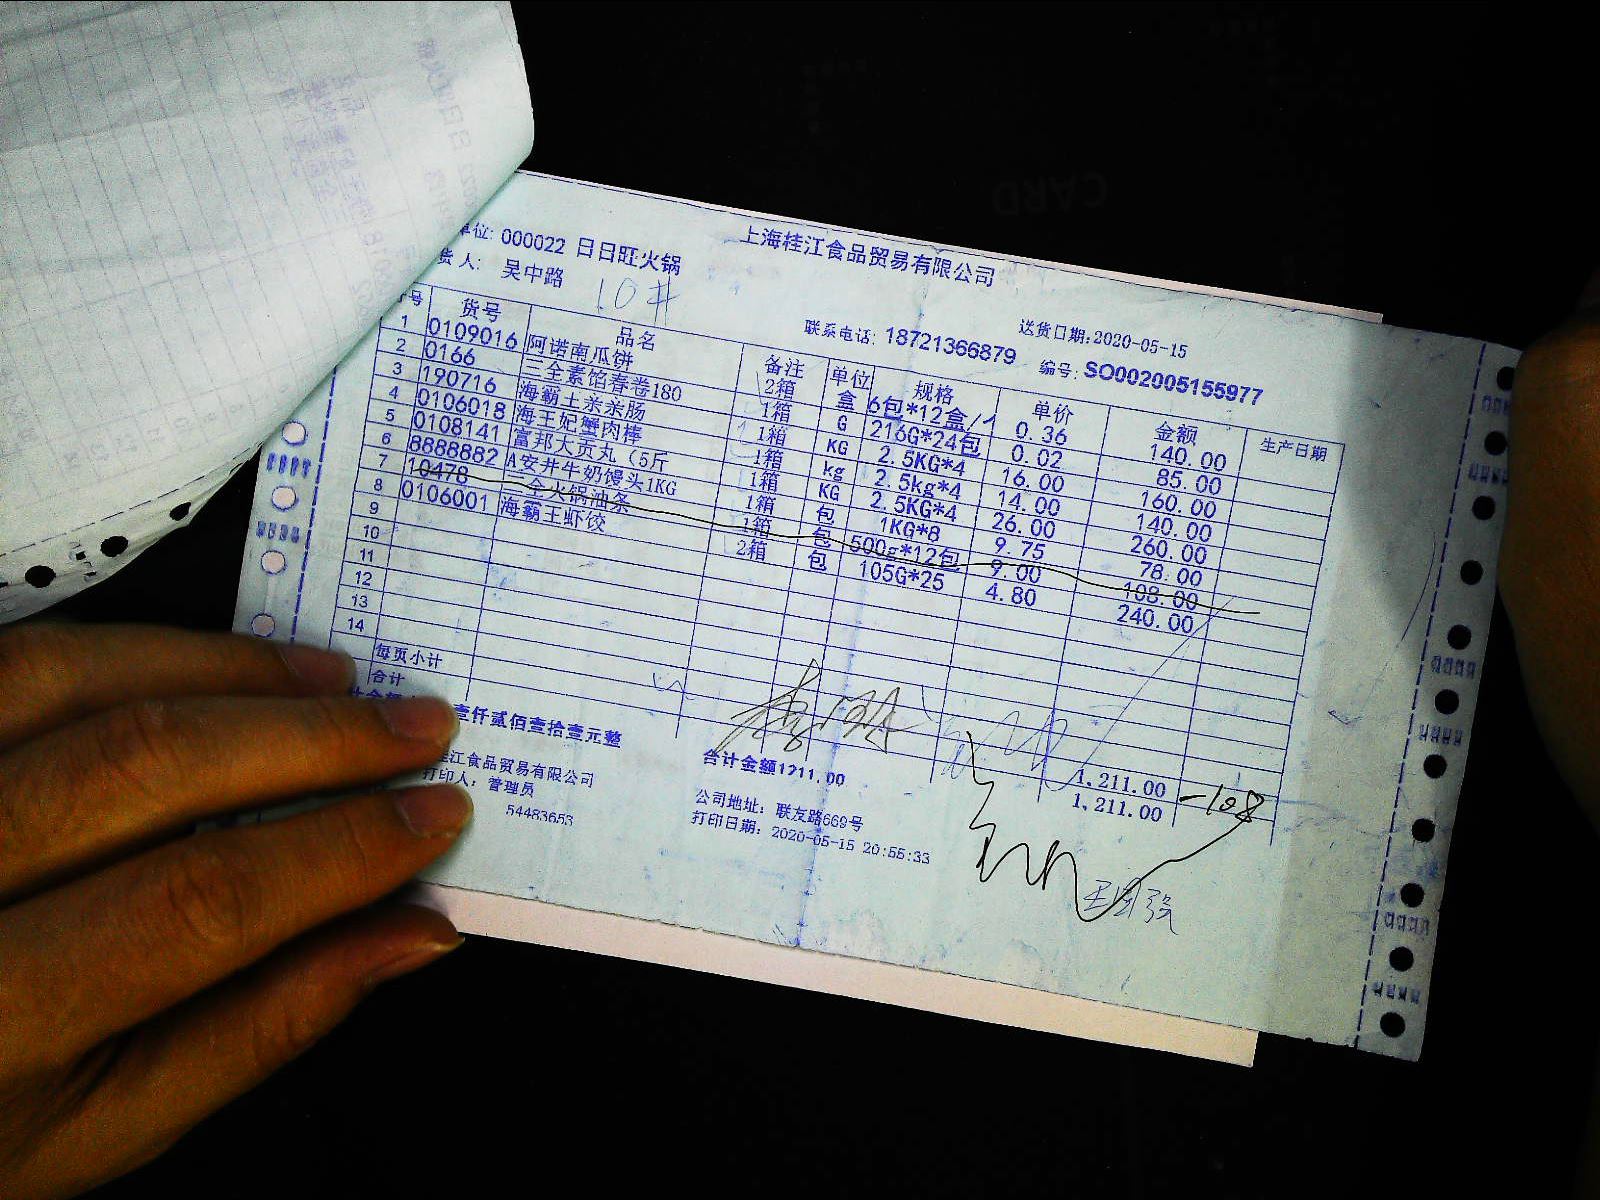 上海桂江食品贸易有限公司
单位: 000022 日日旺火锅
货人: 吴中路 10#
联系电话: 18721366879 送货日期:2020-05-15
编号: SO002005155977
号 货号 品名 备注 单位 规格 单价 金额 生产日期
1 0109016 阿诺南瓜饼 2箱 盒 6包*12盒/1 0.36 140.00
2 0166 三全素馅春卷180 1箱 G 216G*24包 0.02 85.00
3 190716 海霸王亲亲肠 1箱 KG 2.5KG*4 16.00 160.00
4 0106018 海王妃蟹肉棒 1箱 kg 2.5kg*4 14.00 140.00
5 0108141 富邦大贡丸（5斤 1箱 KG 2.5KG*4 26.00 260.00
6 8888882 A安井牛奶馒头1KG 1箱 包 1KG*8 9.75 78.00
7 10478 全火锅油条 1箱 包 500g*12包 9.00 108.00
8 0106001 海霸王虾饺 2箱 包 105G*25 4.80 240.00
9
10
11
12
13
14
每页小计 1,211.00
合计 1,211.00 -108
计金额 壹仟贰佰壹拾壹元整 合计金额1211.00
桂江食品贸易有限公司 公司地址: 联友路669号
打印人: 管理员 打印日期: 2020-05-15 20:55:33
54483653